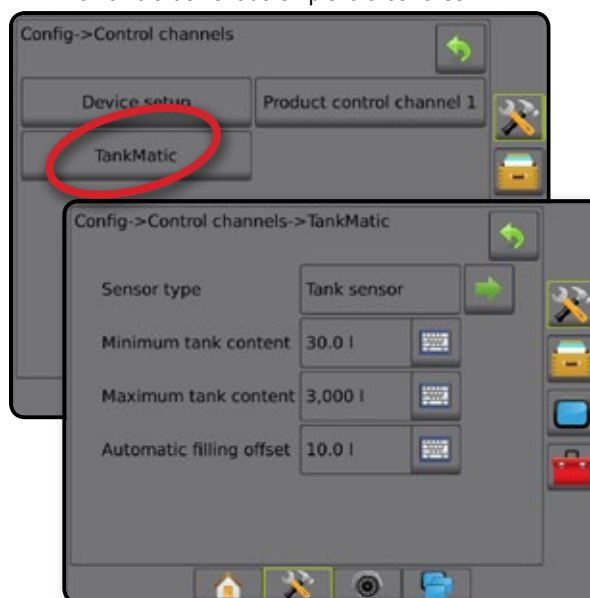 Config->Control channels
Device setup
Product control channel 1
TankMatic
Config->Control channels->TankMatic
Sensor type
Tank sensor
Minimum tank content
30.0 l
Maximum tank content
3,000 l
Automatic filling offset
10.0 l